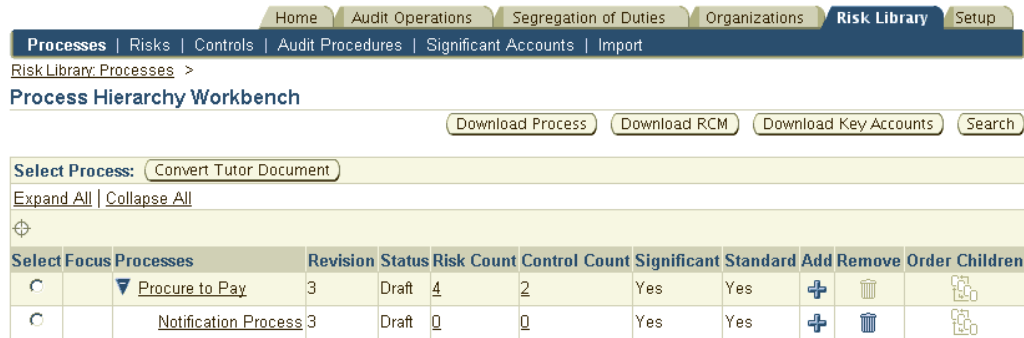 Home Audit Operations Segregation of Duties Organizations Risk Library Setup
Processes | Risks | Controls | Audit Procedures | Significant Accounts | Import
Risk Library: Processes >
Process Hierarchy Workbench
Download Process Download RCM Download Key Accounts Search
Select Process: Convert Tutor Document
Expand All | Collapse All
Select Focus Processes Revision Status Risk Count Control Count Significant Standard Add Remove Order Children
Procure to Pay 3 Draft 4 2 Yes Yes
Notification Process 3 Draft 0 0 Yes Yes